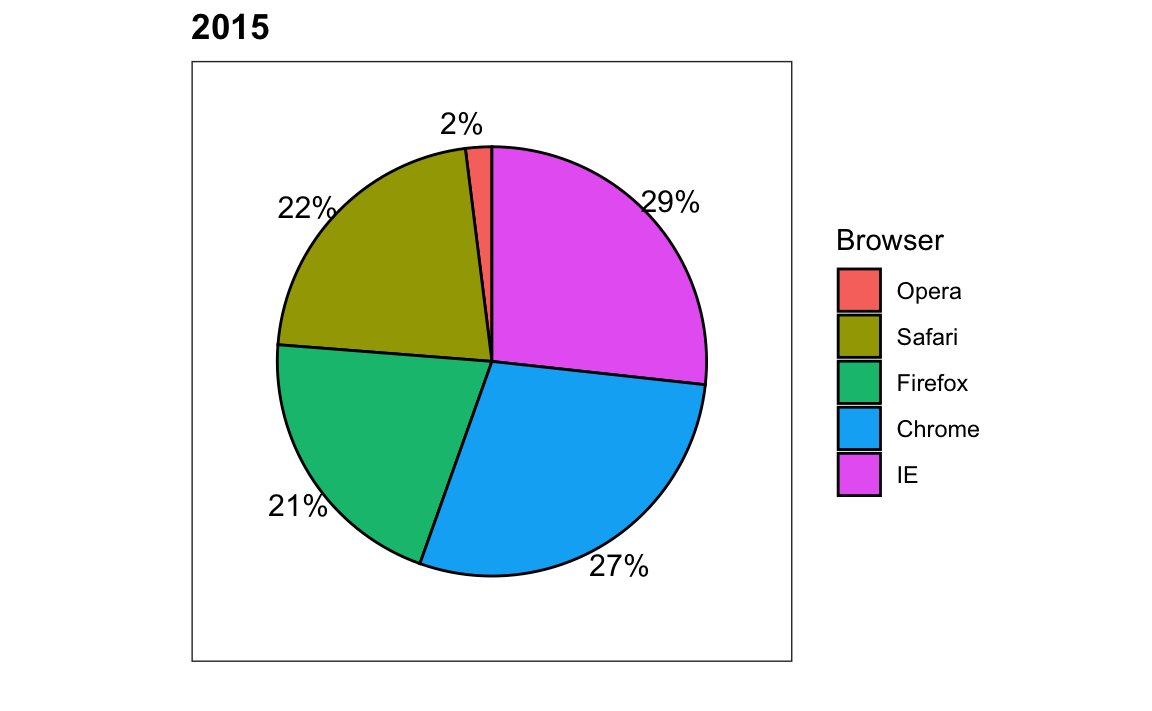 2015
2%
22%
29%
21%
27%
Browser
Opera
Safari
Firefox
Chrome
IE